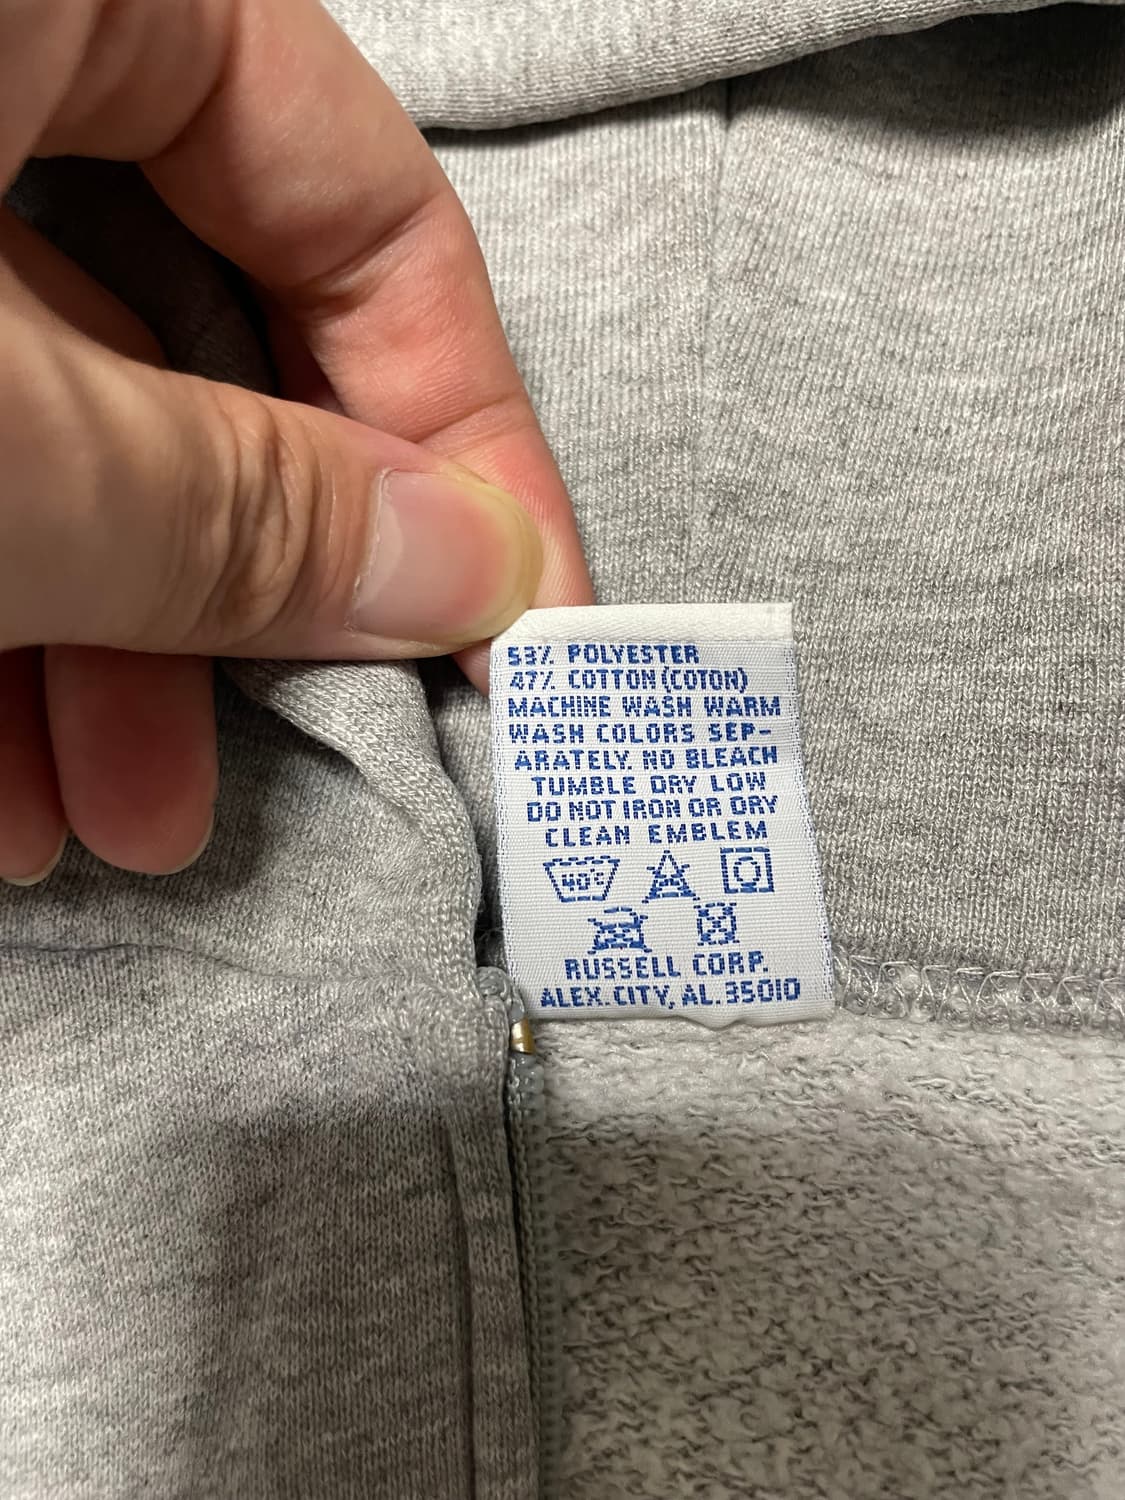 53% POLYESTER
47% COTTON (COTON)
MACHINE WASH WARM
WASH COLORS SEP-
ARATELY. NO BLEACH
TUMBLE DRY LOW
DO NOT IRON OR DRY
CLEAN EMBLEM
40°C
RUSSELL CORP.
ALEX. CITY, AL. 35010